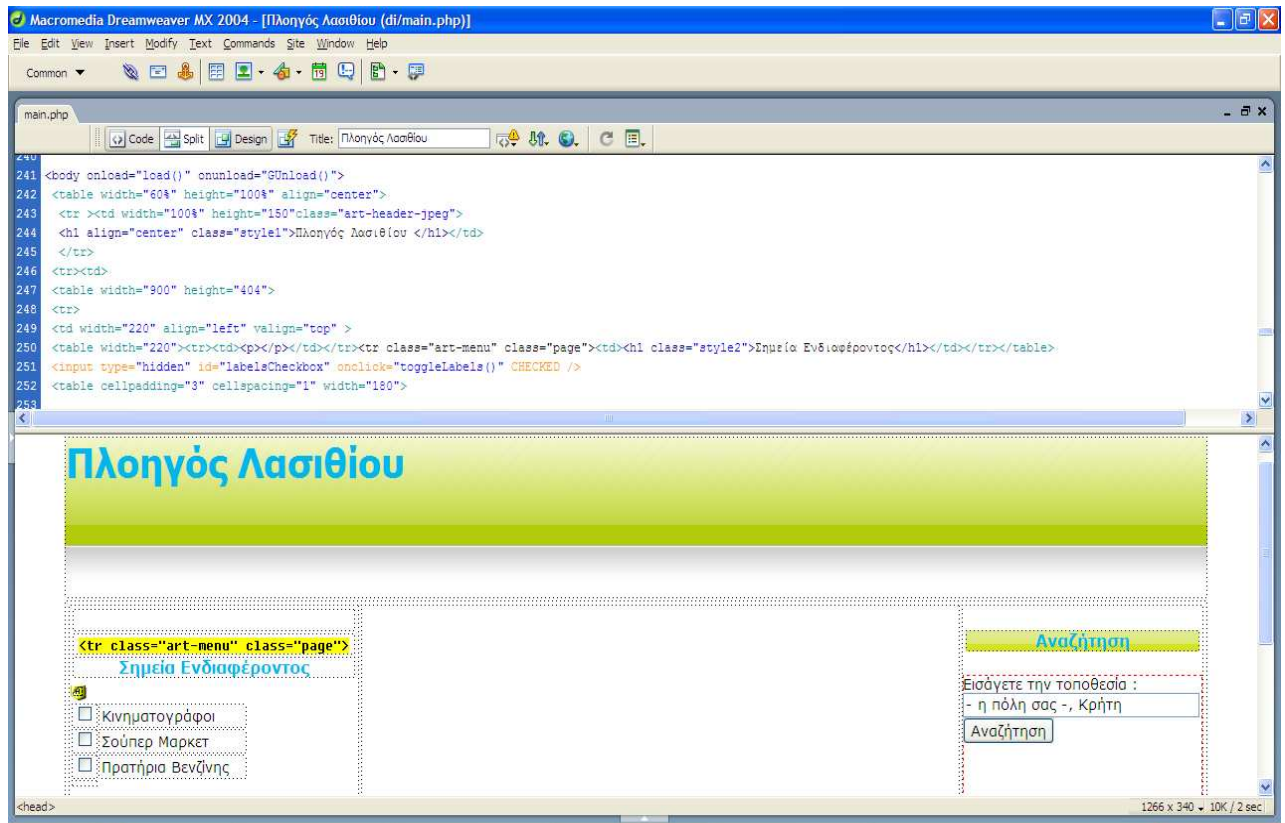 Macromedia Dreamweaver MX 2004 - [Πλοηγός Λασιθίου (di/main.php)]
File Edit View Insert Modify Text Commands Site Window Help
Common
main.php
Code Split Design Title: Πλοηγός Λασιθίου
240
241 <body onload="load()" onunload="GUnload()">
242 <table width="60%" height="100%" align="center">
243 <tr ><td width="100%" height="150"class="art-header-jpeg">
244 <h1 align="center" class="style1">Πλοηγός Λασιθίου </h1></td>
245 </tr>
246 <tr><td>
247 <table width="900" height="404">
248 <tr>
249 <td width="220" align="left" valign="top" >
250 <table width="220"><tr><td><p></p></td></tr><tr class="art-menu" class="page"><td><h1 class="style2">Σημεία Ενδιαφέροντος</h1></td></tr></table>
251 <input type="hidden" id="labelsCheckbox" onclick="toggleLabels()" CHECKED />
252 <table cellpadding="3" cellspacing="1" width="180">
253
Πλοηγός Λασιθίου
<tr class="art-menu" class="page">
Σημεία Ενδιαφέροντος
Κινηματογράφοι
Σούπερ Μαρκετ
Πρατήρια Βενζίνης
Αναζήτηση
Εισάγετε την τοποθεσία :
- η πόλη σας -, Κρήτη
Αναζήτηση
<head>
1266 x 340 10K / 2 sec